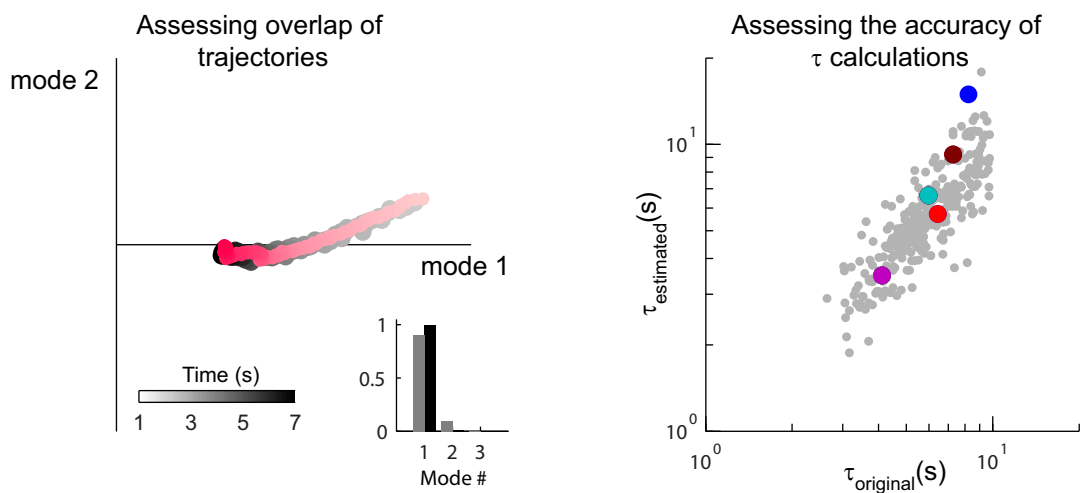 Assessing overlap of
trajectories
mode 2
mode 1
Time (s)
1 3 5 7
1
0.5
0
1 2 3
Mode #
Assessing the accuracy of
τ calculations
τestimated(s)
10¹
10⁰
10⁰ 10¹
τoriginal(s)